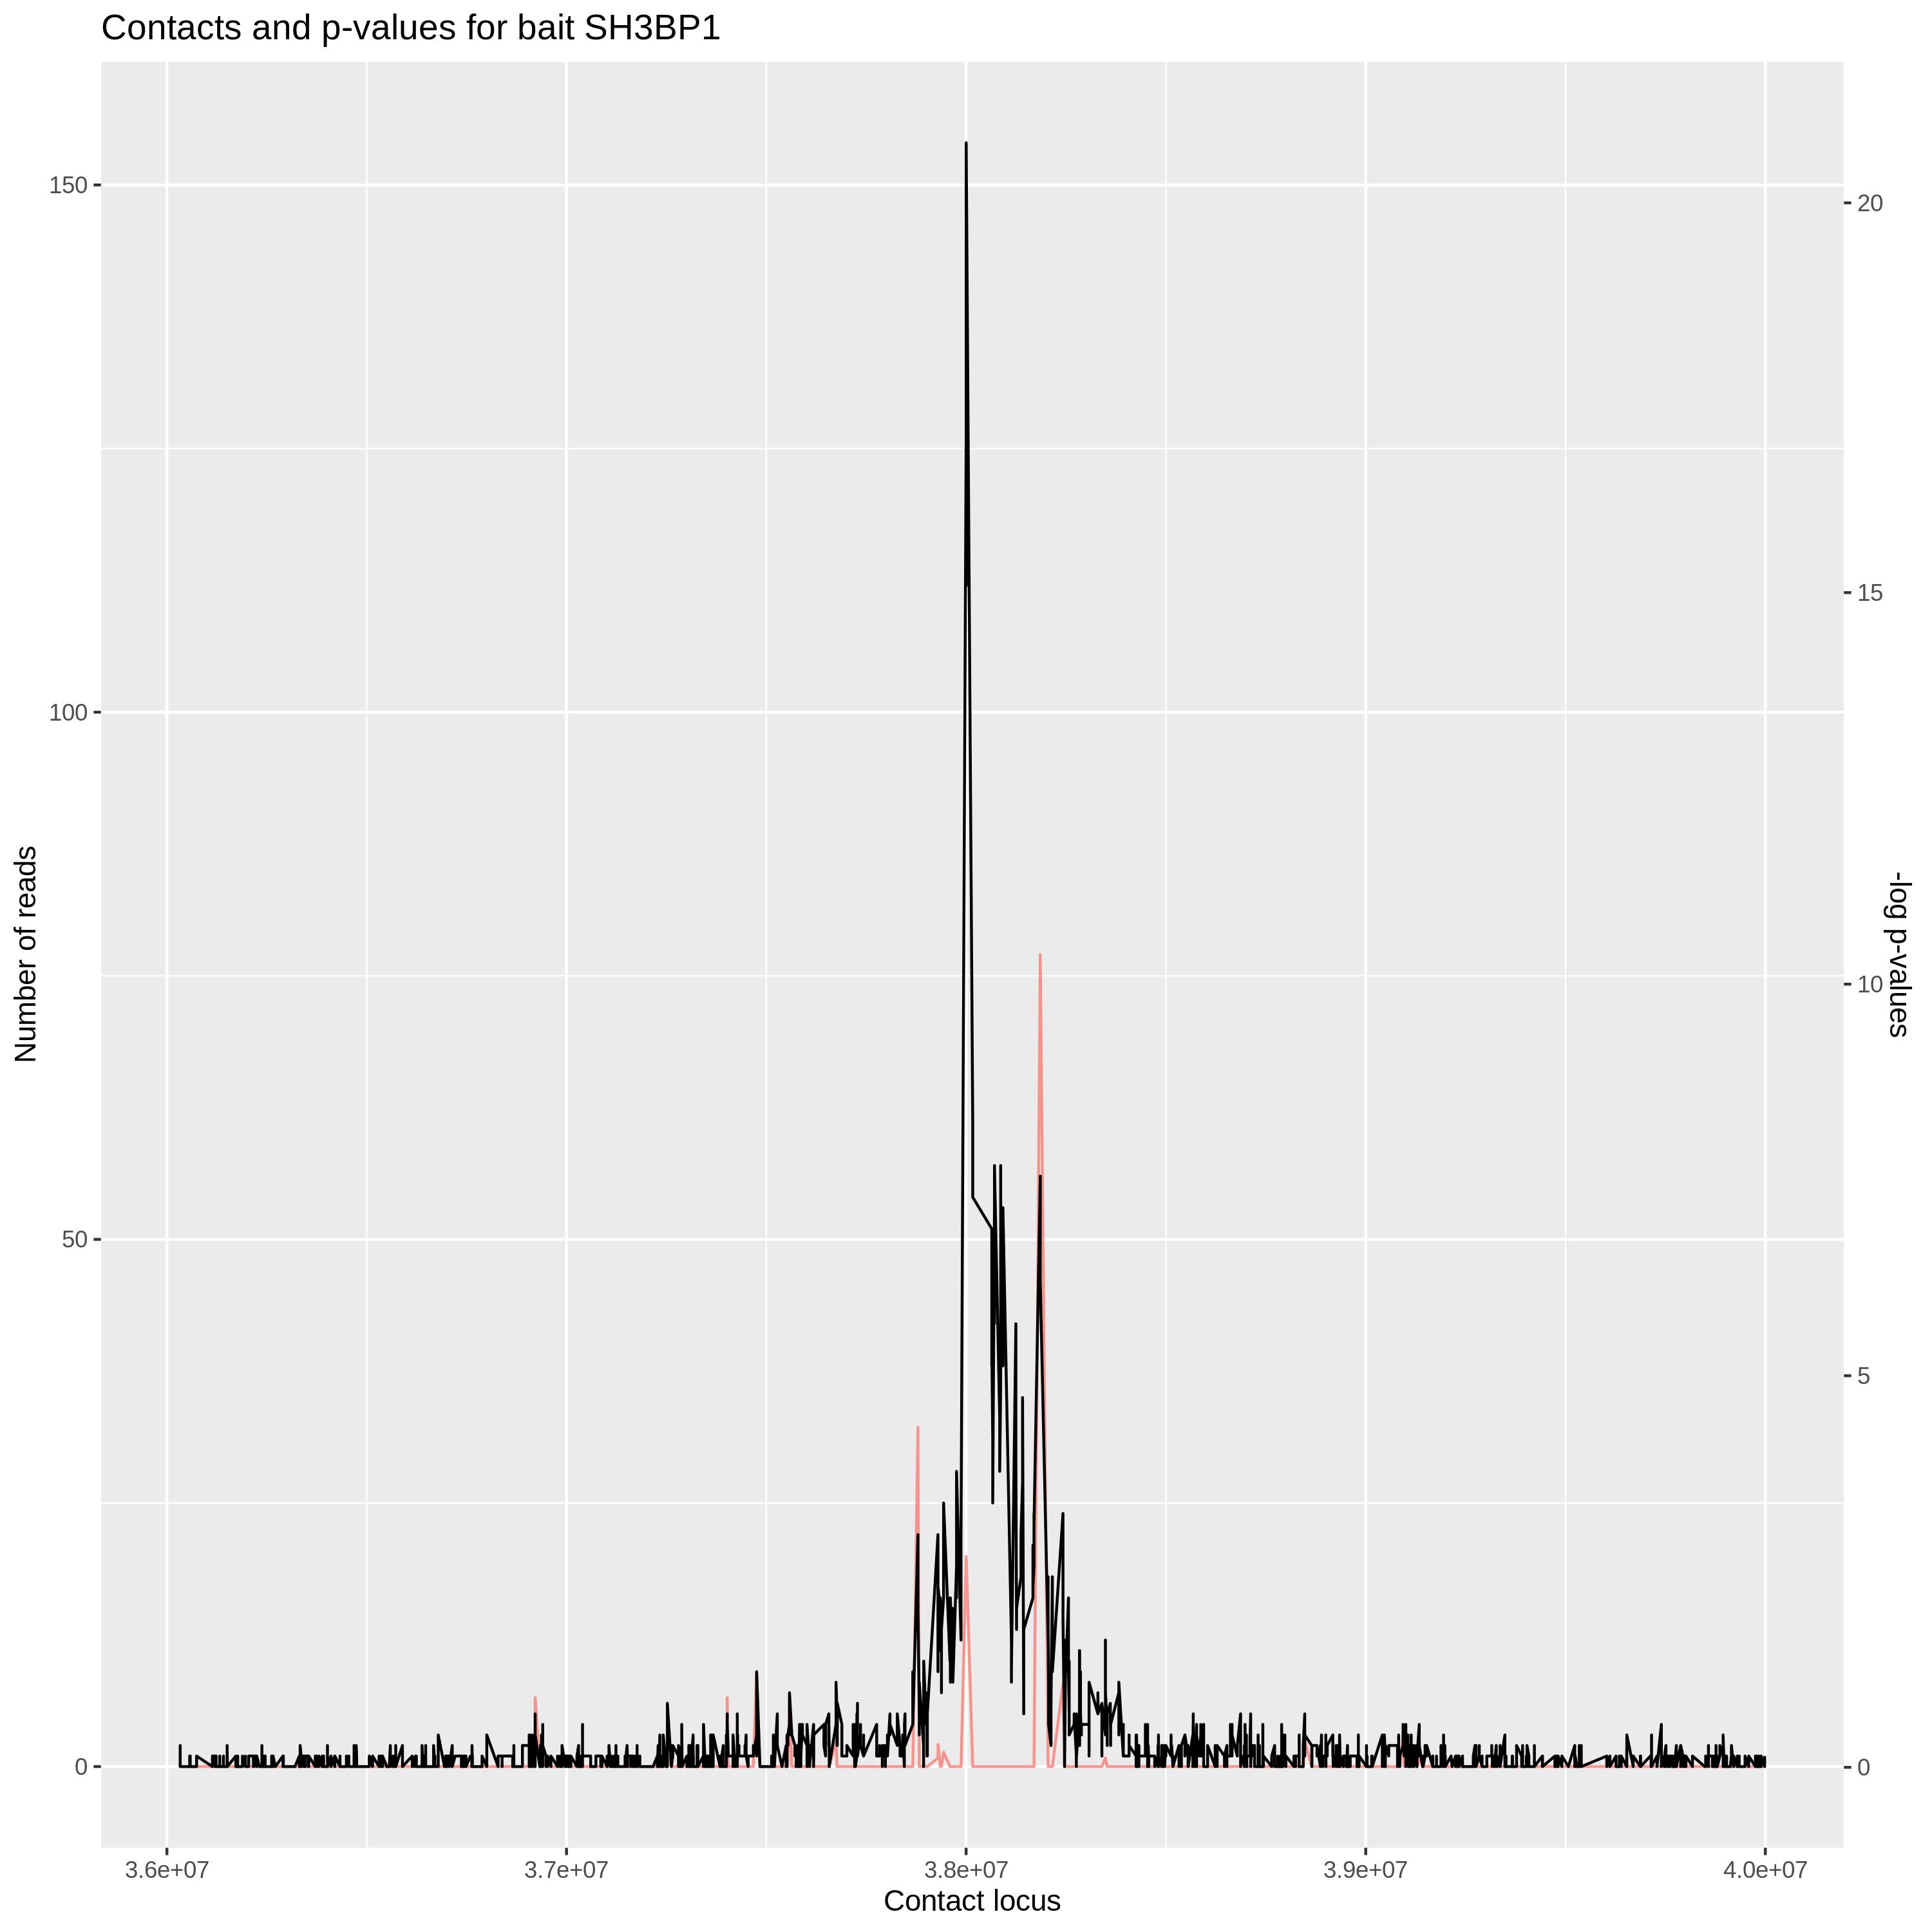 Contacts and p-values for bait SH3BP1
150
100
50
0
20
15
10
5
0
Number of reads
-log p-values
3.6e+07 3.7e+07 3.8e+07 3.9e+07 4.0e+07
Contact locus